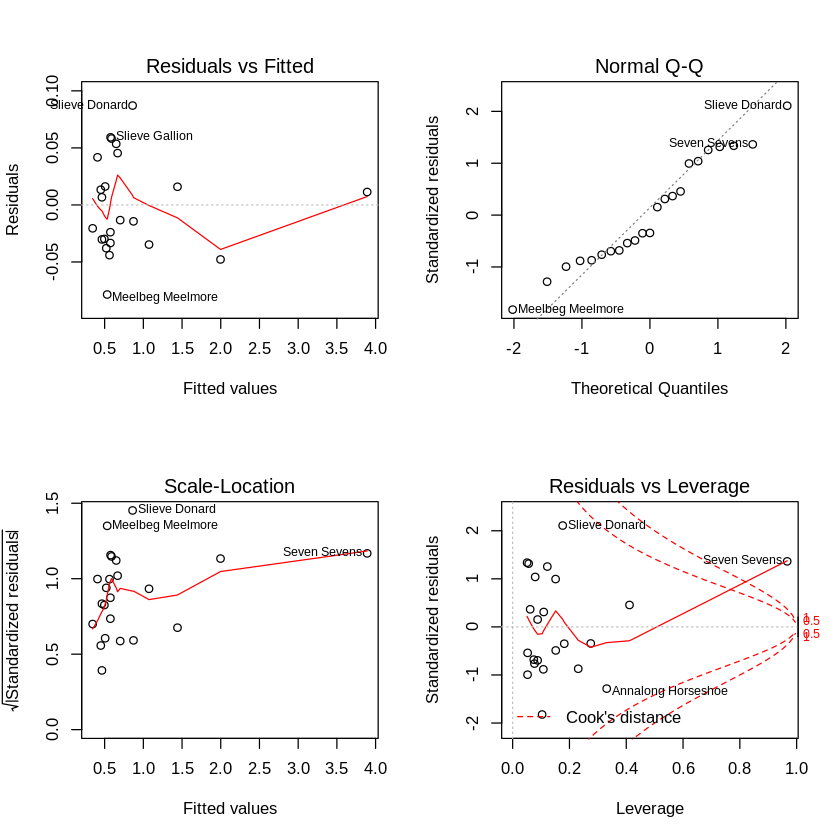 Residuals vs Fitted
Residuals
-0.05 0.00 0.05 0.10
Slieve Donard
Slieve Gallion
Meelbeg Meelmore
0.5 1.0 1.5 2.0 2.5 3.0 3.5 4.0
Fitted values
Normal Q-Q
Standardized residuals
-1 0 1 2
Slieve Donard
Seven Sevens
Meelbeg Meelmore
-2 -1 0 1 2
Theoretical Quantiles
Scale-Location
√|Standardized residuals|
0.0 0.5 1.0 1.5
Slieve Donard
Meelbeg Meelmore
Seven Sevens
0.5 1.0 1.5 2.0 2.5 3.0 3.5 4.0
Fitted values
Residuals vs Leverage
Standardized residuals
-2 -1 0 1 2
Slieve Donard
Seven Sevens
1
0.5
0.5
1
Annalong Horseshoe
Cook's distance
0.0 0.2 0.4 0.6 0.8 1.0
Leverage